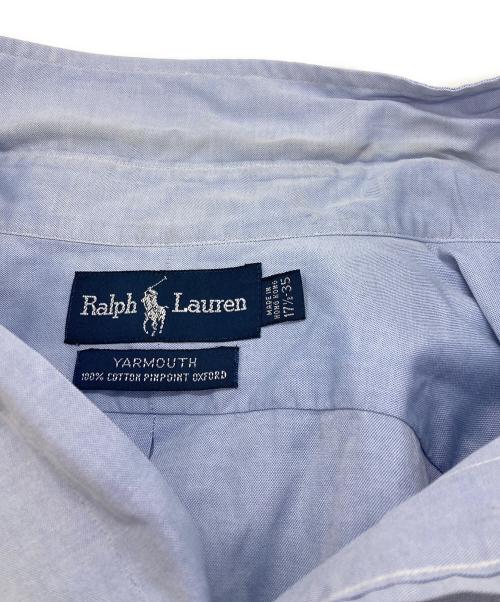 Ralph Lauren
MADE IN
HONG KONG
17½-35
YARMOUTH
100% COTTON PINPOINT OXFORD